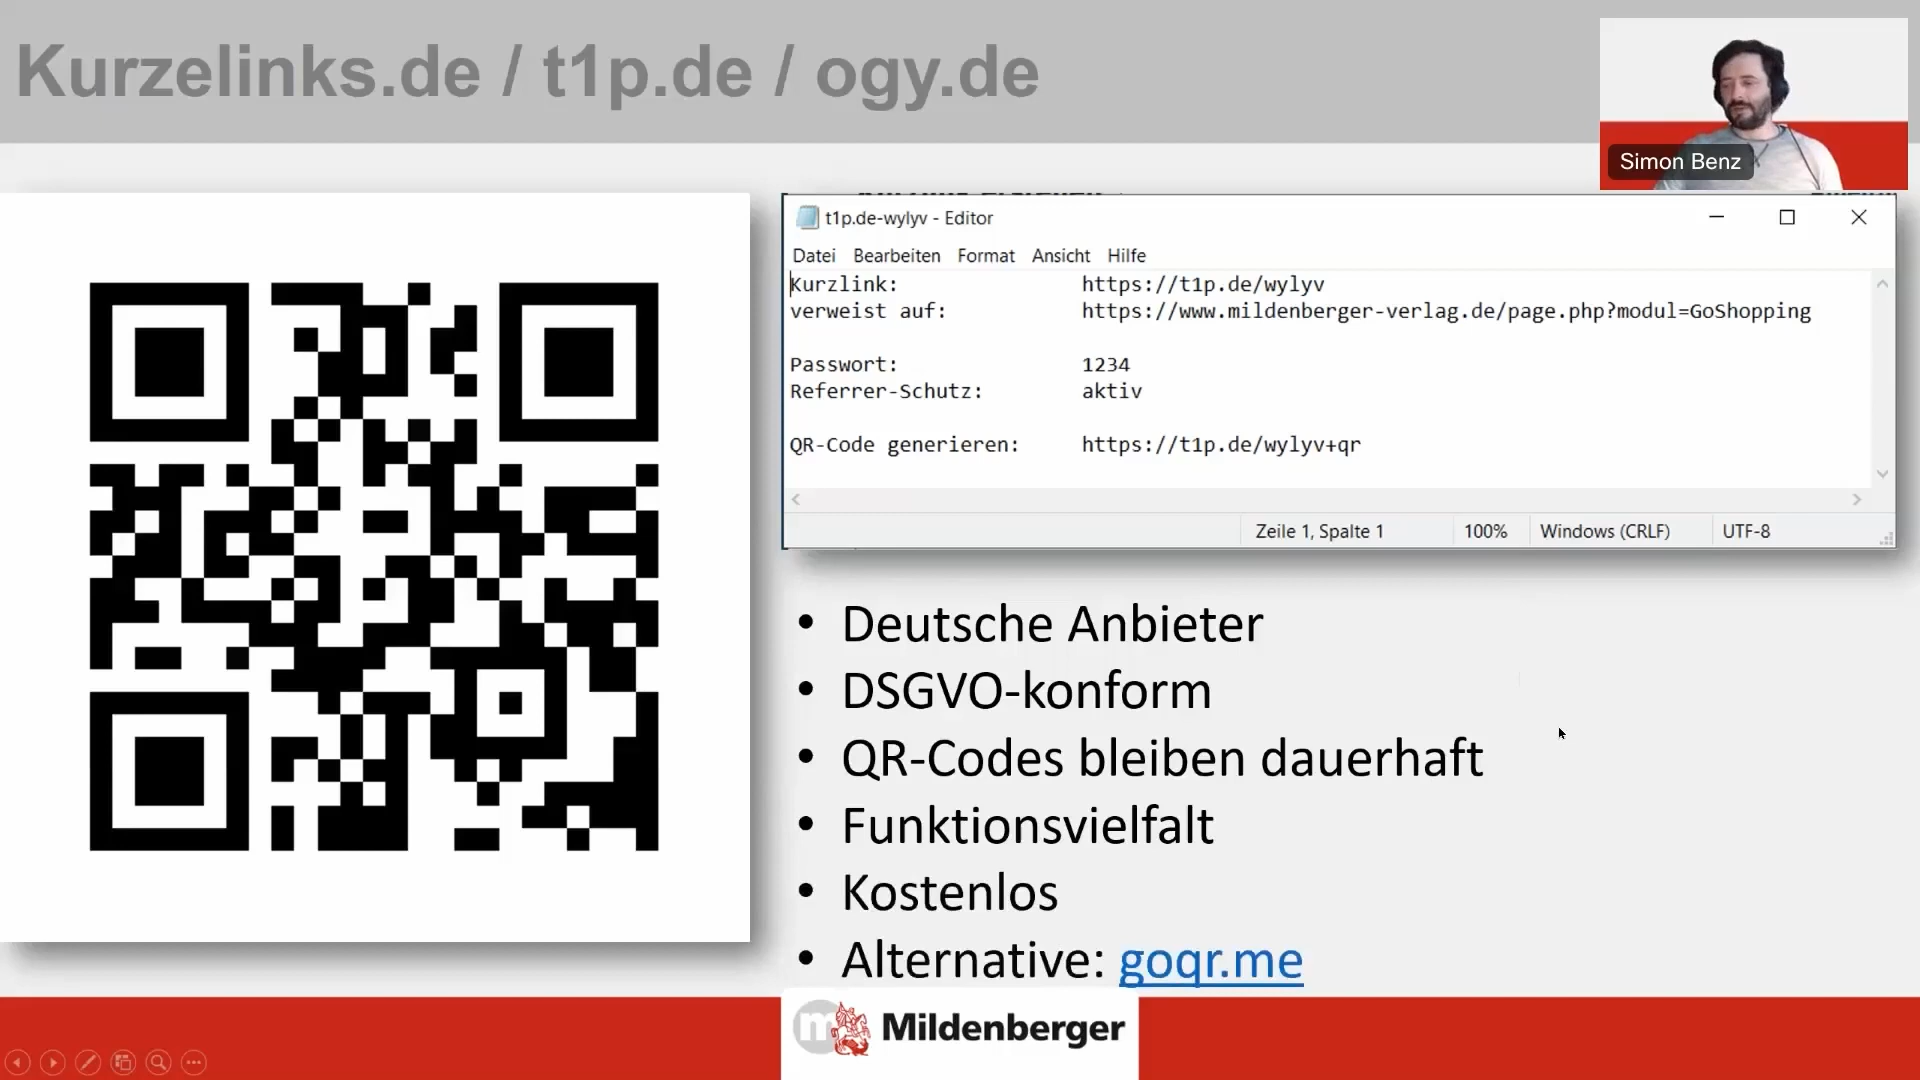 Kurzelinks.de / t1p.de / ogy.de
Simon Benz
t1p.de-wylyv - Editor
Datei Bearbeiten Format Ansicht Hilfe
Kurzlink: https://t1p.de/wylyv
verweist auf: https://www.mildenberger-verlag.de/page.php?modul=GoShopping
Passwort: 1234
Referrer-Schutz: aktiv
QR-Code generieren: https://t1p.de/wylyv+qr
Zeile 1, Spalte 1 100% Windows (CRLF) UTF-8
• Deutsche Anbieter
• DSGVO-konform
• QR-Codes bleiben dauerhaft
• Funktionsvielfalt
• Kostenlos
• Alternative: goqr.me
m Mildenberger